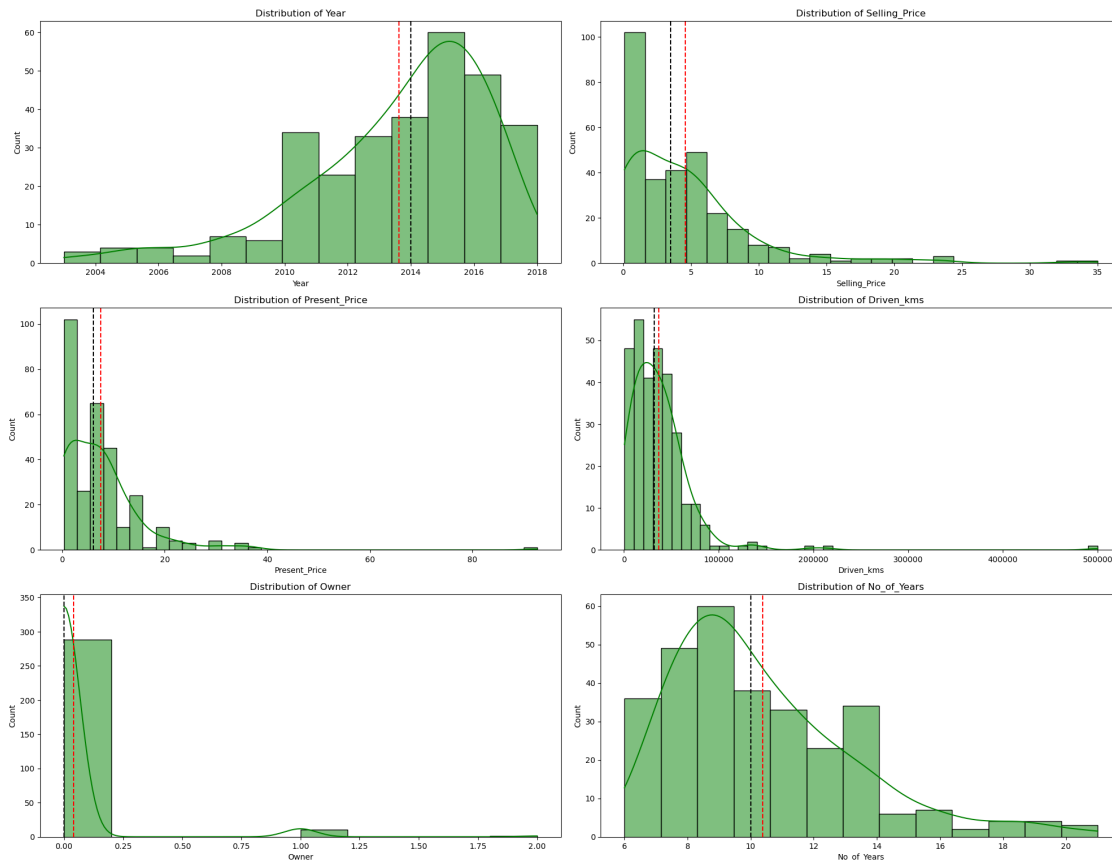 Distribution of Year
Count
60
50
40
30
20
10
0
2004 2006 2008 2010 2012 2014 2016 2018
Year
Distribution of Selling_Price
Count
100
80
60
40
20
0
0 5 10 15 20 25 30 35
Selling_Price
Distribution of Present_Price
Count
100
80
60
40
20
0
0 20 40 60 80
Present_Price
Distribution of Driven_kms
Count
50
40
30
20
10
0
0 100000 200000 300000 400000 500000
Driven_kms
Distribution of Owner
Count
350
300
250
200
150
100
50
0
0.00 0.25 0.50 0.75 1.00 1.25 1.50 1.75 2.00
Owner
Distribution of No_of_Years
Count
60
50
40
30
20
10
0
6 8 10 12 14 16 18 20
No_of_Years